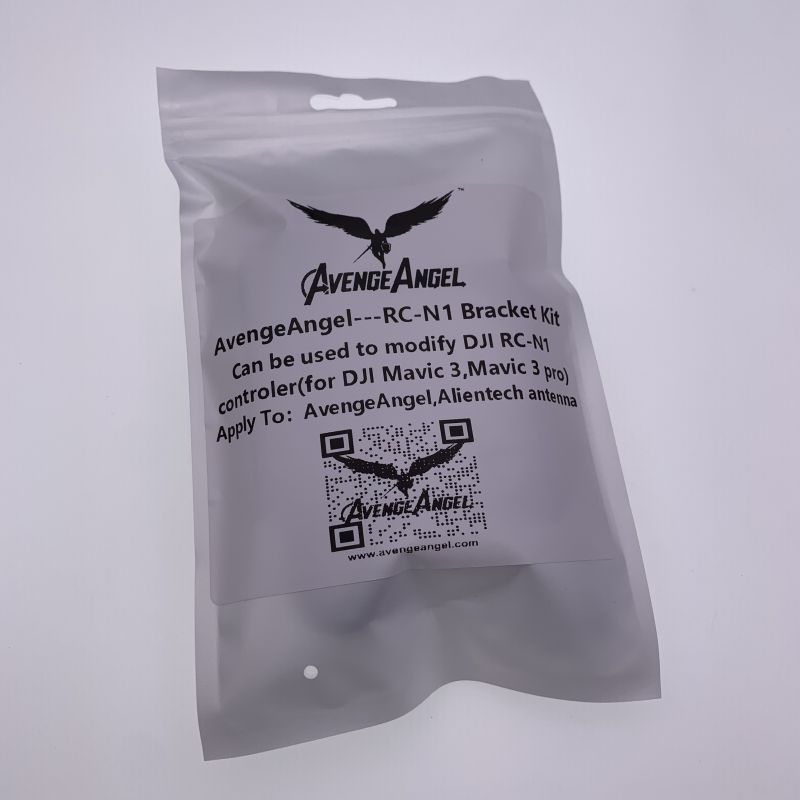 AVENGEANGEL
™
AvengeAngel---RC-N1 Bracket Kit
Can be used to modify DJI RC-N1
controler(for DJI Mavic 3,Mavic 3 pro)
Apply To: AvengeAngel,Alientech antenna
AVENGEANGEL
www.avengeangel.com